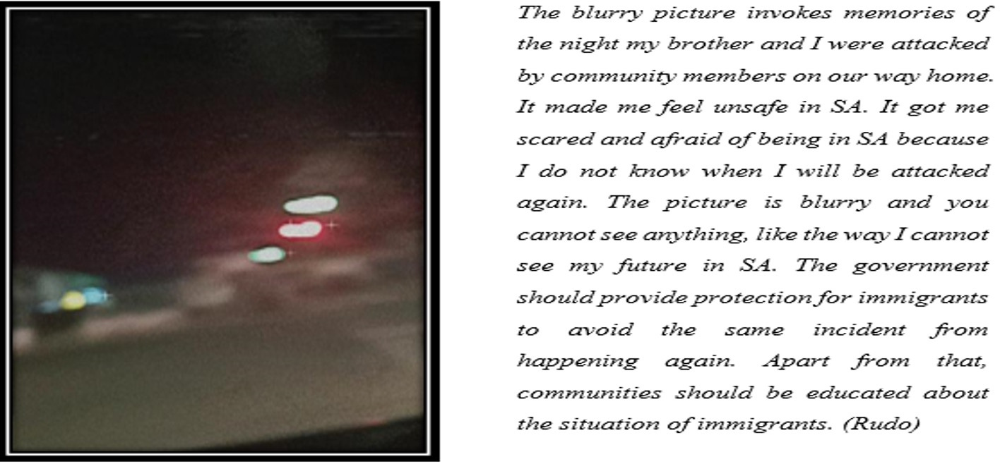 The blurry picture invokes memories of
the night my brother and I were attacked
by community members on our way home.
It made me feel unsafe in SA. It got me
scared and afraid of being in SA because
I do not know when I will be attacked
again. The picture is blurry and you
cannot see anything, like the way I cannot
see my future in SA. The government
should provide protection for immigrants
to avoid the same incident from
happening again. Apart from that,
communities should be educated about
the situation of immigrants. (Rudo)